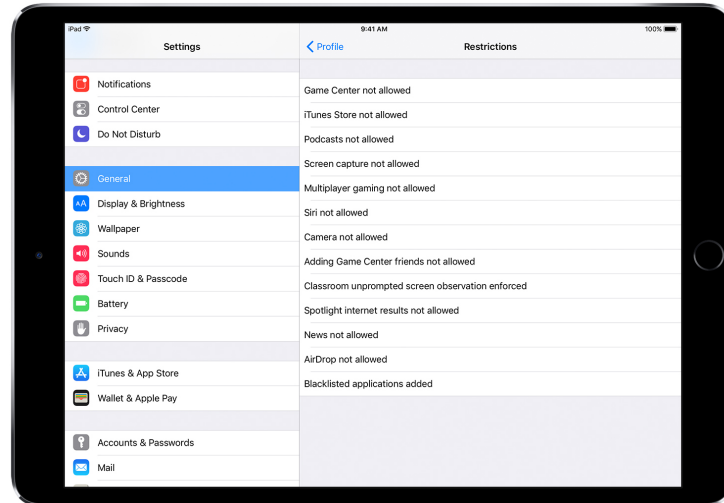 iPad
9:41 AM
100%
Settings
Profile
Restrictions
Notifications
Control Center
Do Not Disturb
General
AA
Display & Brightness
Wallpaper
Sounds
Touch ID & Passcode
Battery
Privacy
iTunes & App Store
Wallet & Apple Pay
Accounts & Passwords
Mail
Game Center not allowed
iTunes Store not allowed
Podcasts not allowed
Screen capture not allowed
Multiplayer gaming not allowed
Siri not allowed
Camera not allowed
Adding Game Center friends not allowed
Classroom unprompted screen observation enforced
Spotlight internet results not allowed
News not allowed
AirDrop not allowed
Blacklisted applications added